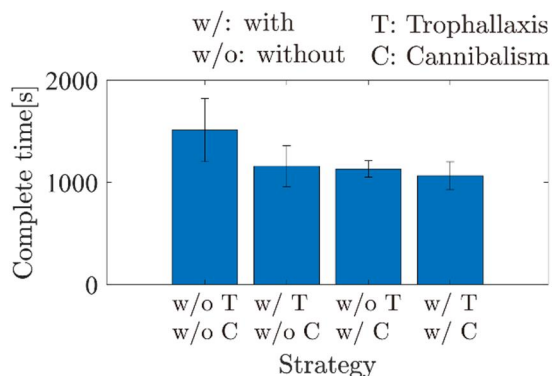 w/: with T: Trophallaxis
w/o: without C: Cannibalism
2000
1000
0
Complete time[s]
w/o T w/ T w/o T w/ T
w/o C w/o C w/ C w/ C
Strategy